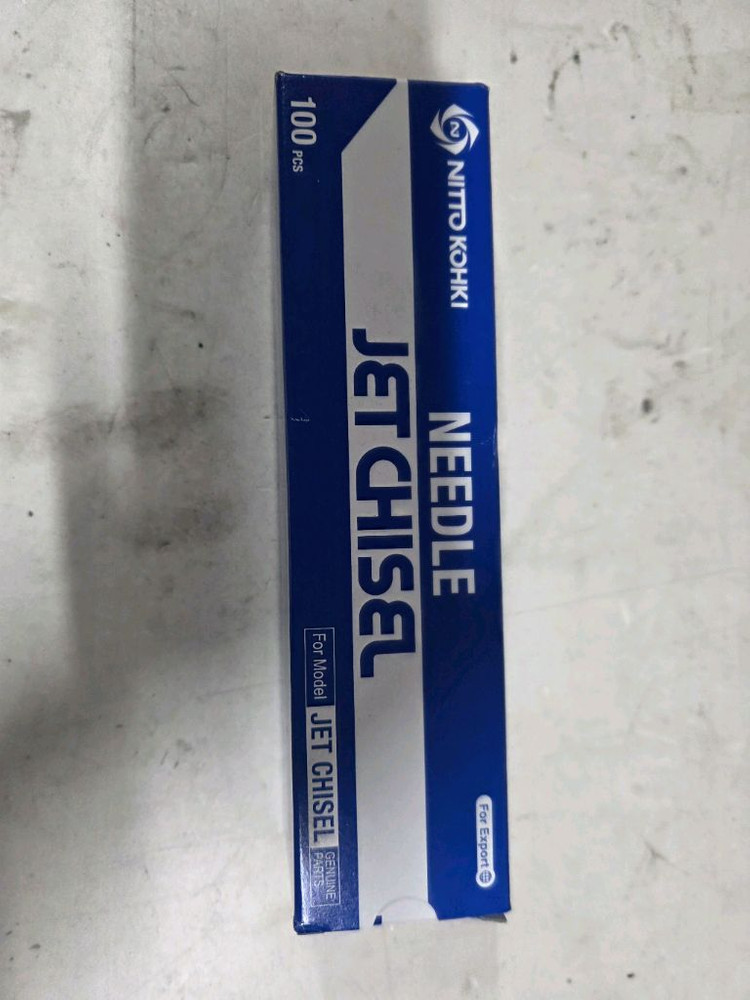 NITTO KOHKI
NEEDLE
For Export
JET CHISEL
100 PCS
For Model
JET CHISEL
GENUINE
PARTS